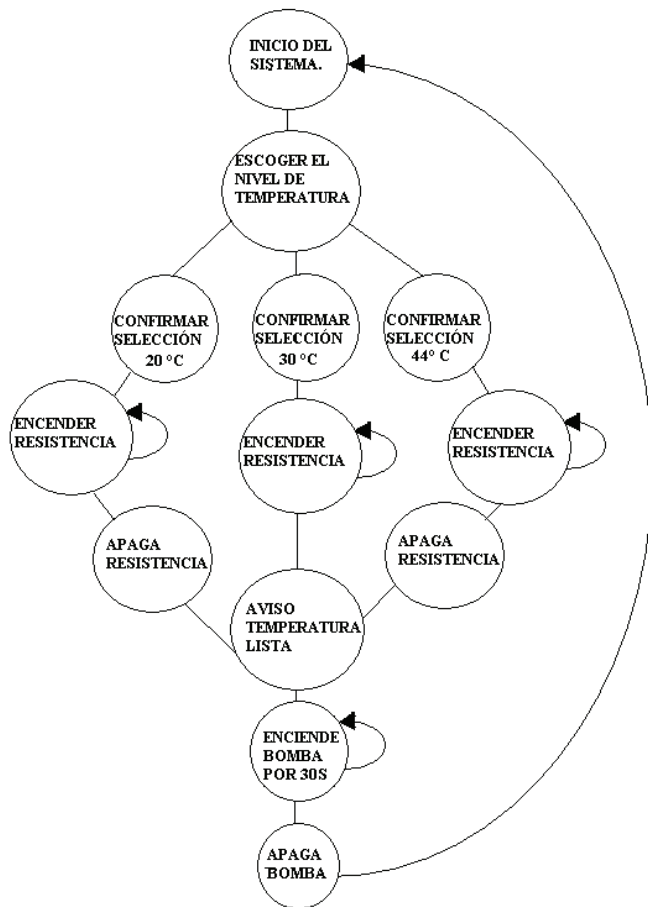 INICIO DEL
SISTEMA.
ESCOGER EL
NIVEL DE
TEMPERATURA
CONFIRMAR
SELECCIÓN
20 °C
CONFIRMAR
SELECCIÓN
30 °C
CONFIRMAR
SELECCIÓN
44° C
ENCENDER
RESISTENCIA
ENCENDER
RESISTENCIA
ENCENDER
RESISTENCIA
APAGA
RESISTENCIA
APAGA
RESISTENCIA
AVISO
TEMPERATURA
LISTA
ENCIENDE
BOMBA
POR 30S
APAGA
BOMBA